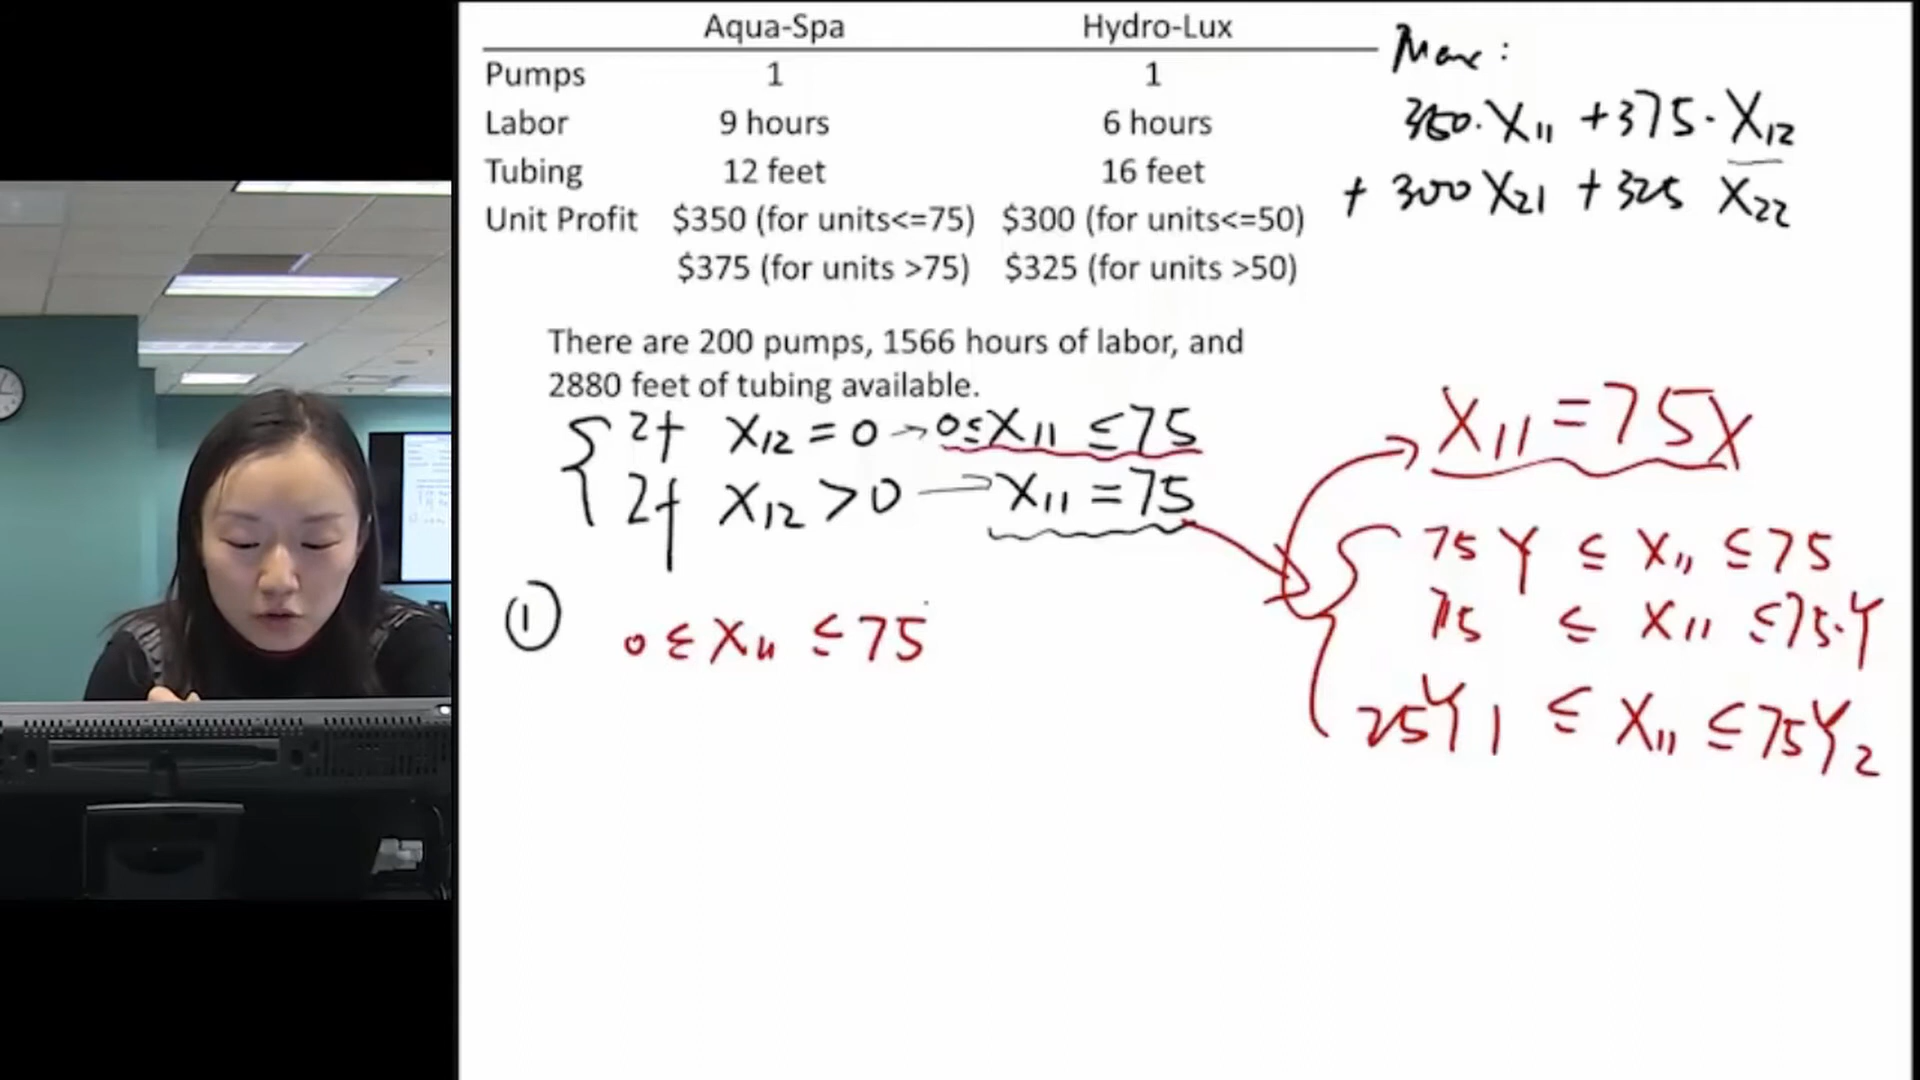 Aqua-Spa Hydro-Lux
Pumps 1 1
Labor 9 hours 6 hours
Tubing 12 feet 16 feet
Unit Profit $350 (for units<=75) $300 (for units<=50)
$375 (for units >75) $325 (for units >50)
There are 200 pumps, 1566 hours of labor, and
2880 feet of tubing available.
Max :
350·X11 +375·X12
+ 300 X21 +325 X22
If X12 = 0 → 0≤X11 ≤75
If X12 >0 → X11 =75
① 0 ≤ X11 ≤ 75
X11 =75X
75 Y ≤ X11 ≤ 75
75 ≤ X11 ≤75·Y
75Y1 ≤ X11 ≤ 75Y2